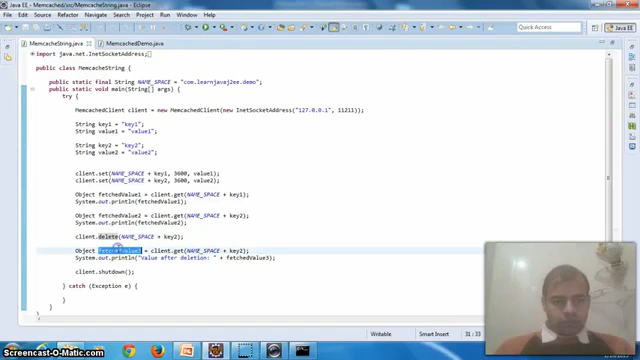 Java EE - Memcached/src/MemcacheString.java - Eclipse
File Edit Source Refactor Navigate Search Project Run Window Help
Quick Access
MemcacheString.java MemcachedDemo.java
import java.net.InetSocketAddress;
public class MemcacheString {
public static final String NAME_SPACE = "com.learnjavaj2ee.demo";
public static void main(String[] args) {
try {
MemcachedClient client = new MemcachedClient(new InetSocketAddress("127.0.0.1", 11211));
String key1 = "key1";
String value1 = "value1";
String key2 = "key2";
String value2 = "value2";
client.set(NAME_SPACE + key1, 3600, value1);
client.set(NAME_SPACE + key2, 3600, value2);
Object fetchedValue1 = client.get(NAME_SPACE + key1);
System.out.println(fetchedValue1);
Object fetchedValue2 = client.get(NAME_SPACE + key2);
System.out.println(fetchedValue2);
client.delete(NAME_SPACE + key2);
Object fetchedValue3 = client.get(NAME_SPACE + key2);
System.out.println("Value after deletion: " + fetchedValue3);
client.shutdown();
} catch (Exception e) {
}
}
Writable Smart Insert 31 : 33
Screencast-O-Matic.com